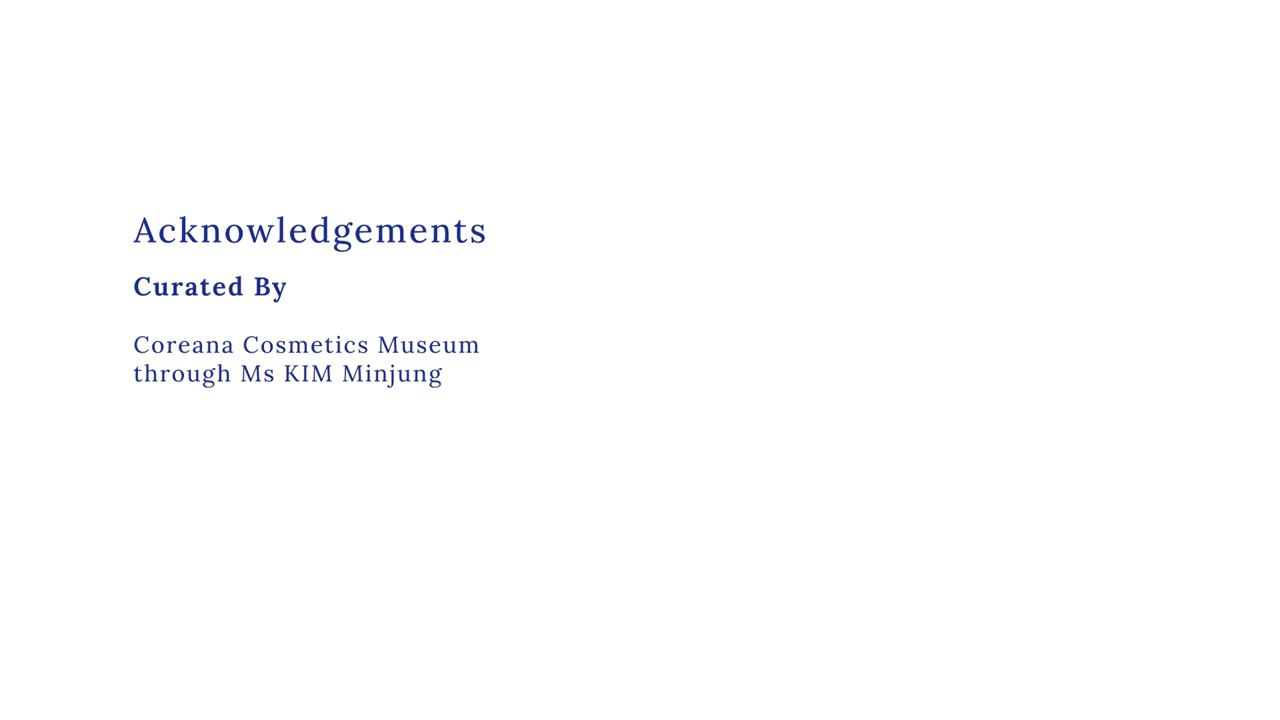 Acknowledgements
Curated By
Coreana Cosmetics Museum
through Ms KIM Minjung